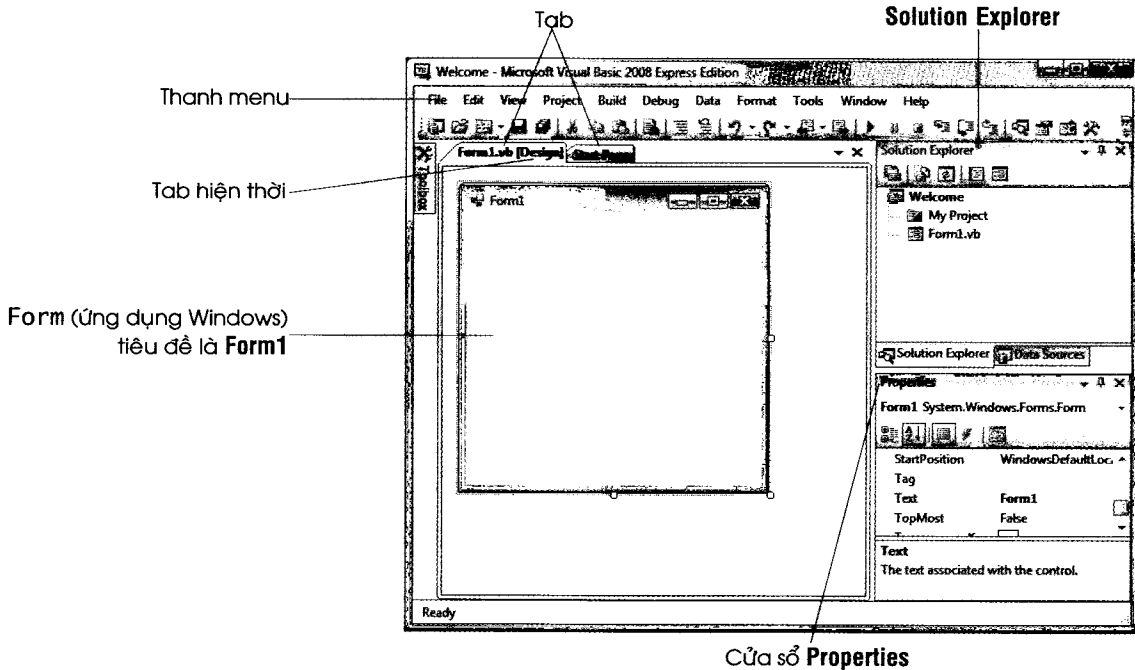 Tab
Solution Explorer
Welcome - Microsoft Visual Basic 2008 Express Edition
Thanh menu
File Edit View Project Build Debug Data Format Tools Window Help
Form1.vb [Design] Start Page
Solution Explorer
Toolbox
Tab hiện thời
Form1
Welcome
My Project
Form1.vb
Form (ứng dụng Windows)
tiêu đề là Form1
Solution Explorer Data Sources
Properties
Form1 System.Windows.Forms.Form
StartPosition WindowsDefaultLoc
Tag
Text Form1
TopMost False
Text
The text associated with the control.
Ready
Cửa sổ Properties